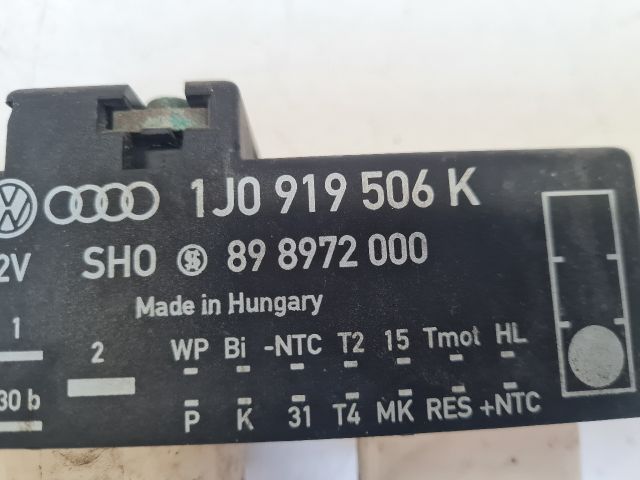 1J0 919 506 K
2V SHO 89 8972 000
Made in Hungary
1 2 WP Bi -NTC T2 15 Tmot HL
30 b P K 31 T4 MK RES +NTC